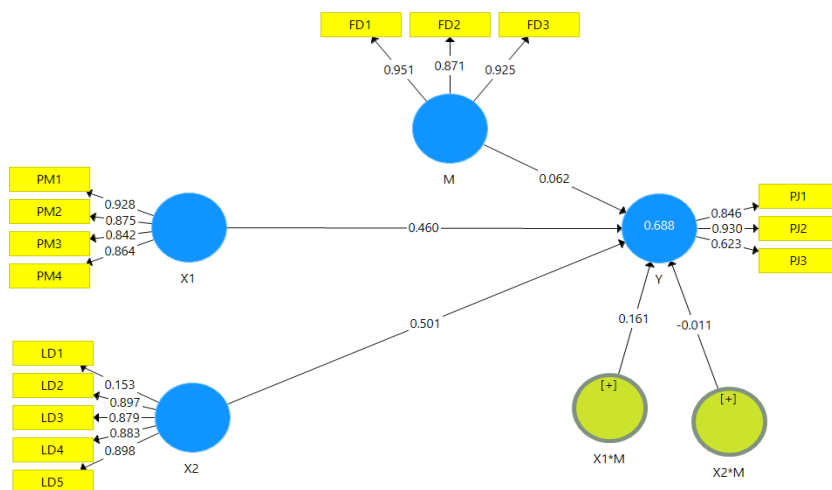 FD1 FD2 FD3
0.951 0.871 0.925
M
0.062
PM1
PM2
PM3
PM4
0.928
0.875
0.842
0.864
X1
0.460
0.688
Y
0.846
0.930
0.623
PJ1
PJ2
PJ3
0.501
0.161
-0.011
LD1
LD2
LD3
LD4
LD5
0.153
0.897
0.879
0.883
0.898
X2
[+]
X1*M
[+]
X2*M